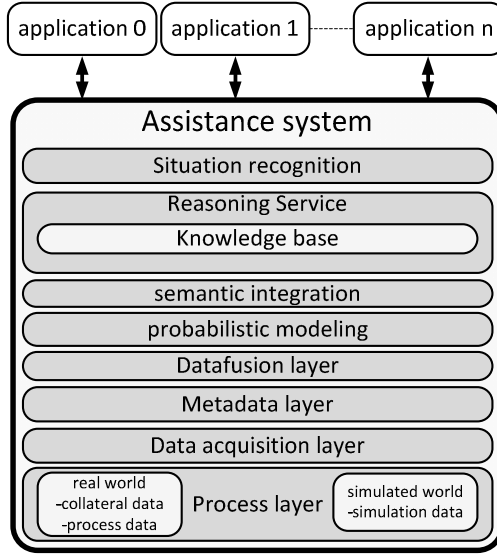 application 0
application 1
application n
Assistance system
Situation recognition
Reasoning Service
Knowledge base
semantic integration
probabilistic modeling
Datafusion layer
Metadata layer
Data acquisition layer
real world
-collateral data
-process data
Process layer
simulated world
-simulation data